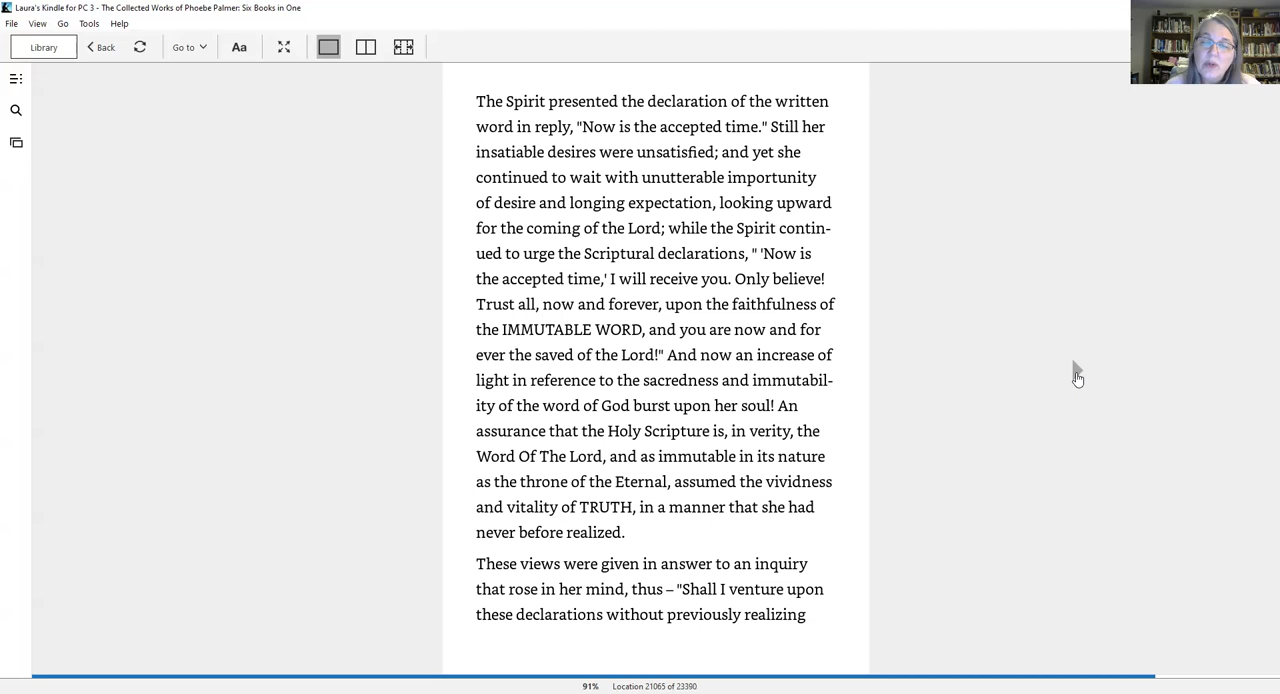 Laura's Kindle for PC 3 - The Collected Works of Phoebe Palmer: Six Books in One
File View Go Tools Help
Library Back Go to Aa
The Spirit presented the declaration of the written
word in reply, "Now is the accepted time." Still her
insatiable desires were unsatisfied; and yet she
continued to wait with unutterable importunity
of desire and longing expectation, looking upward
for the coming of the Lord; while the Spirit contin-
ued to urge the Scriptural declarations, " 'Now is
the accepted time,' I will receive you. Only believe!
Trust all, now and forever, upon the faithfulness of
the IMMUTABLE WORD, and you are now and for
ever the saved of the Lord!" And now an increase of
light in reference to the sacredness and immutabil-
ity of the word of God burst upon her soul! An
assurance that the Holy Scripture is, in verity, the
Word Of The Lord, and as immutable in its nature
as the throne of the Eternal, assumed the vividness
and vitality of TRUTH, in a manner that she had
never before realized.
These views were given in answer to an inquiry
that rose in her mind, thus – "Shall I venture upon
these declarations without previously realizing
91% Location 21065 of 23390